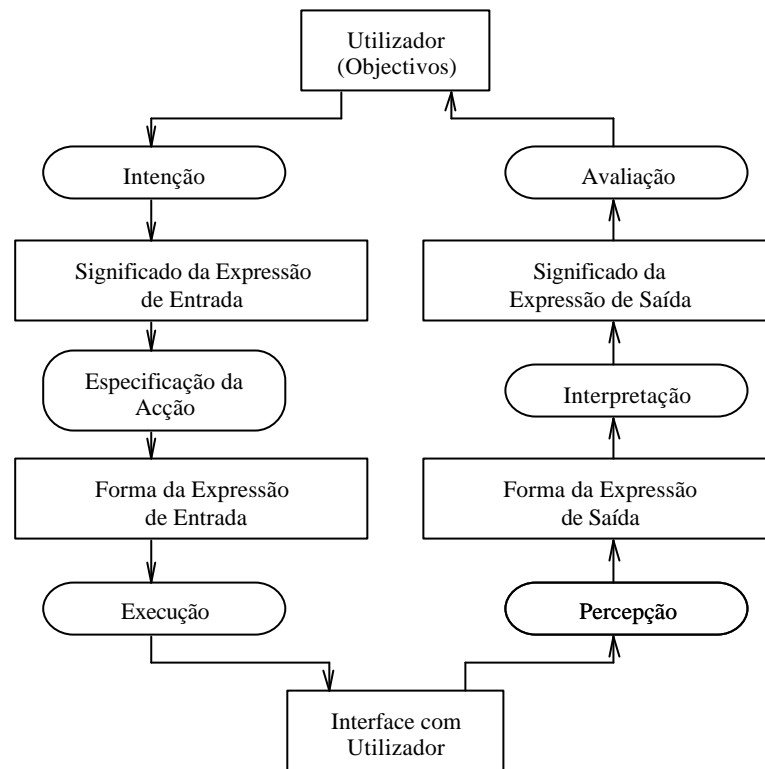 Utilizador
(Objectivos)
Intenção
Avaliação
Significado da Expressão
de Entrada
Significado da
Expressão de Saída
Especificação da
Acção
Interpretação
Forma da Expressão
de Entrada
Forma da Expressão
de Saída
Execução
Percepção
Interface com
Utilizador